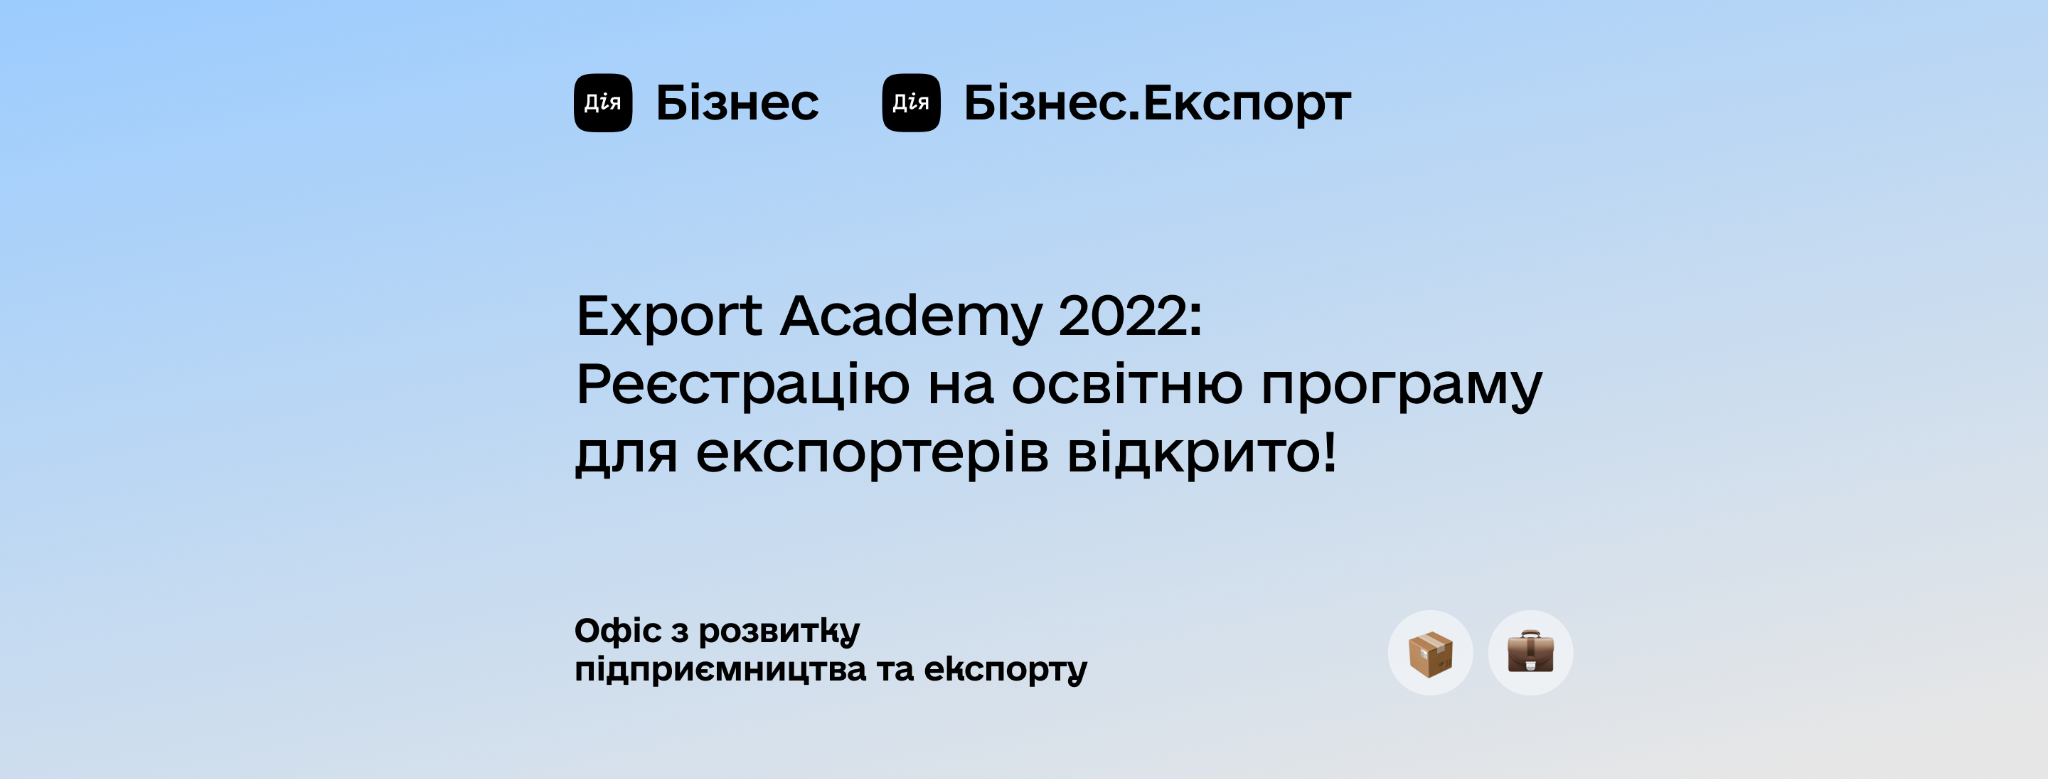 Дія Бізнес Дія Бізнес.Експорт
Export Academy 2022:
Реєстрацію на освітню програму
для експортерів відкрито!
Офіс з розвитку
підприємництва та експорту